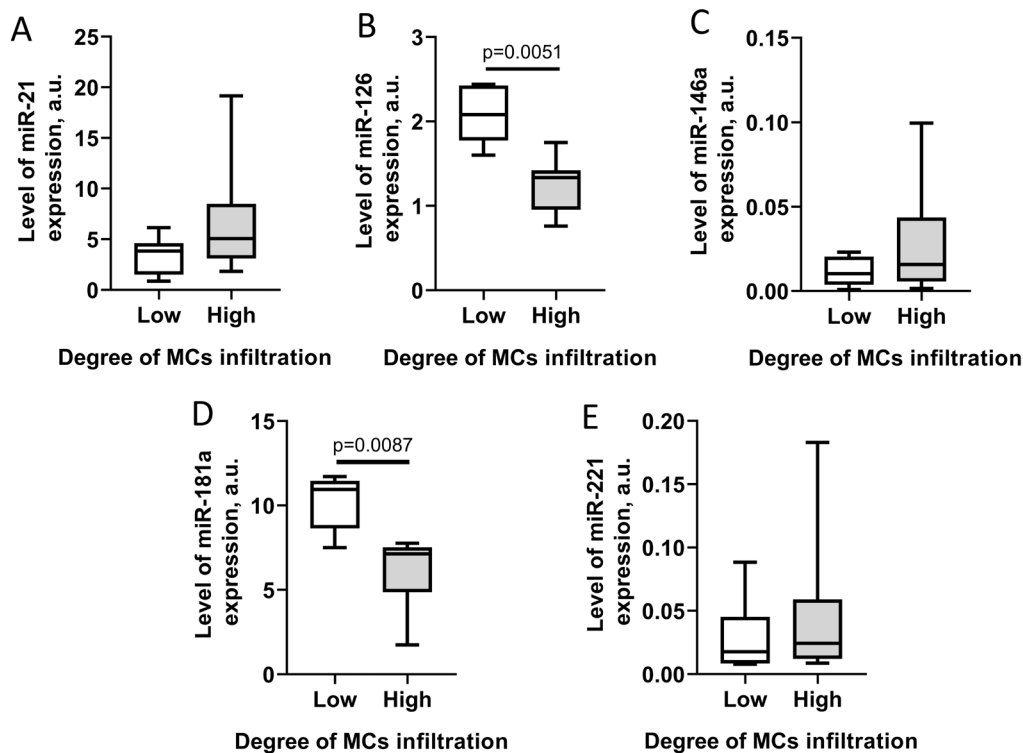 A
Level of miR-21
expression, a.u.
25
20
15
10
5
0
Low High
Degree of MCs infiltration
B
Level of miR-126
expression, a.u.
3
2
1
0
p=0.0051
Low High
Degree of MCs infiltration
C
Level of miR-146a
expression, a.u.
0.15
0.10
0.05
0.00
Low High
Degree of MCs infiltration
D
Level of miR-181a
expression, a.u.
15
10
5
0
p=0.0087
Low High
Degree of MCs infiltration
E
Level of miR-221
expression, a.u.
0.20
0.15
0.10
0.05
0.00
Low High
Degree of MCs infiltration